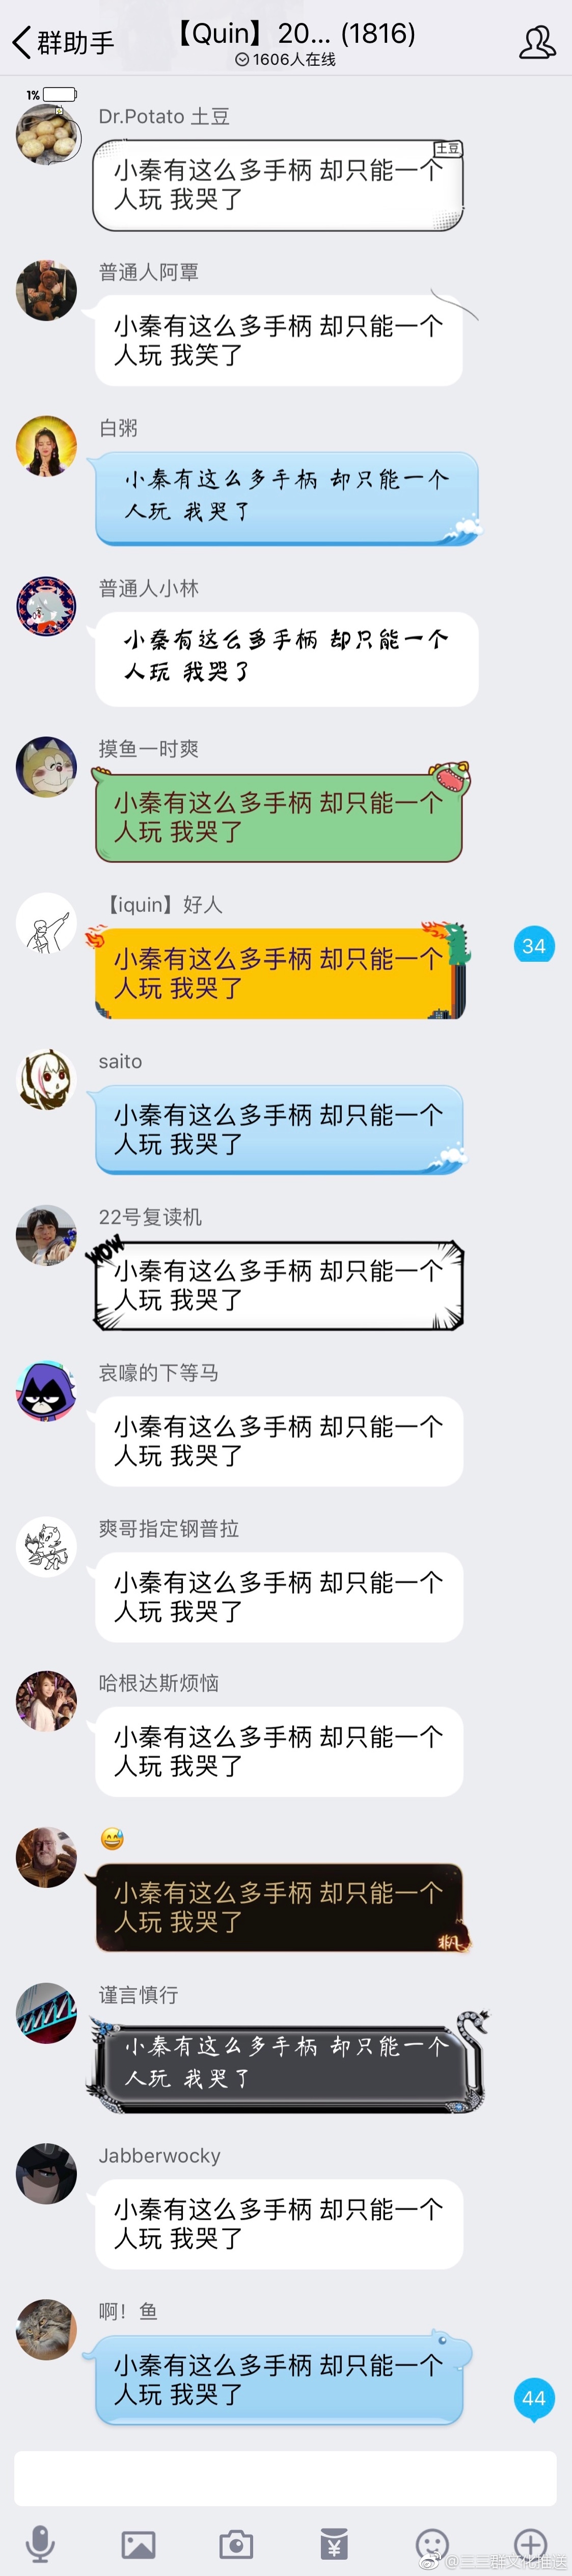 群助手
【Quin】20... (1816)
1606人在线
1%
Dr.Potato 土豆
土豆
小秦有这么多手柄 却只能一个
人玩 我哭了
普通人阿覃
小秦有这么多手柄 却只能一个
人玩 我笑了
白粥
小秦有这么多手柄 却只能一个
人玩 我哭了
普通人小林
小秦有这么多手柄 却只能一个
人玩 我哭了
摸鱼一时爽
小秦有这么多手柄 却只能一个
人玩 我哭了
【iquin】好人
小秦有这么多手柄 却只能一个
人玩 我哭了
34
saito
小秦有这么多手柄 却只能一个
人玩 我哭了
22号复读机
WOW
小秦有这么多手柄 却只能一个
人玩 我哭了
哀嚎的下等马
小秦有这么多手柄 却只能一个
人玩 我哭了
爽哥指定钢普拉
小秦有这么多手柄 却只能一个
人玩 我哭了
哈根达斯烦恼
小秦有这么多手柄 却只能一个
人玩 我哭了
😅
小秦有这么多手柄 却只能一个
人玩 我哭了
非凡
谨言慎行
小秦有这么多手柄 却只能一个
人玩 我哭了
Jabberwocky
小秦有这么多手柄 却只能一个
人玩 我哭了
啊！鱼
小秦有这么多手柄 却只能一个
人玩 我哭了
44
@三三群文化推送